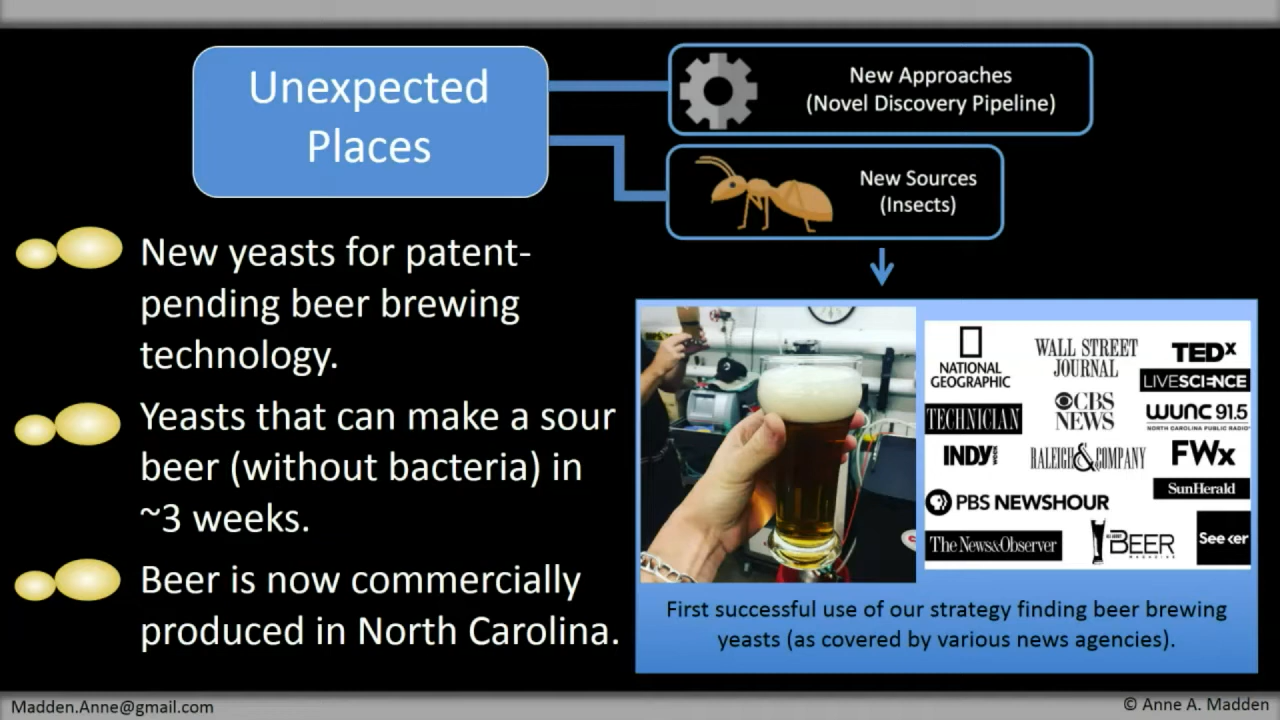 Unexpected
Places
New Approaches
(Novel Discovery Pipeline)
New Sources
(Insects)
New yeasts for patent-
pending beer brewing
technology.
Yeasts that can make a sour
beer (without bacteria) in
~3 weeks.
Beer is now commercially
produced in North Carolina.
NATIONAL
GEOGRAPHIC
WALL STREET
JOURNAL
TEDx
LIVESCIENCE
TECHNICIAN
CBS
NEWS
WUNC 91.5
NORTH CAROLINA PUBLIC RADIO
INDY
RALEIGH&COMPANY
FWx
SunHerald
PBS NEWSHOUR
The News&Observer
BEER
MAGAZINE
Seeker
First successful use of our strategy finding beer brewing
yeasts (as covered by various news agencies).
Madden.Anne@gmail.com
© Anne A. Madden